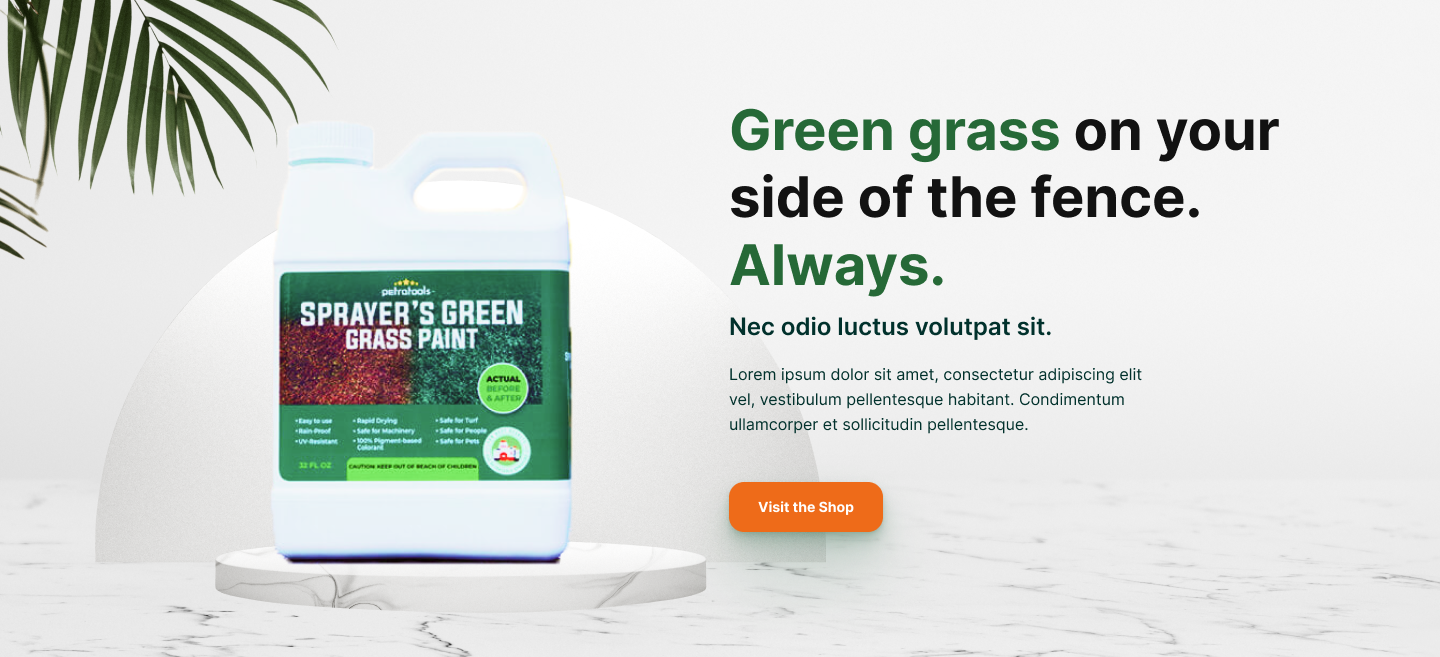 Green grass on your
side of the fence.
Always.
Nec odio luctus volutpat sit.
Lorem ipsum dolor sit amet, consectetur adipiscing elit
vel, vestibulum pellentesque habitant. Condimentum
ullamcorper et sollicitudin pellentesque.
Visit the Shop
petratools
SPRAYER'S GREEN
GRASS PAINT
ACTUAL
BEFORE
& AFTER
• Easy to use
• Rain-Proof
• UV-Resistant
• Rapid Drying
• Safe for Machinery
• 100% Pigment-based
Colorant
• Safe for Turf
• Safe for People
• Safe for Pets
32 FL OZ
CAUTION: KEEP OUT OF REACH OF CHILDREN